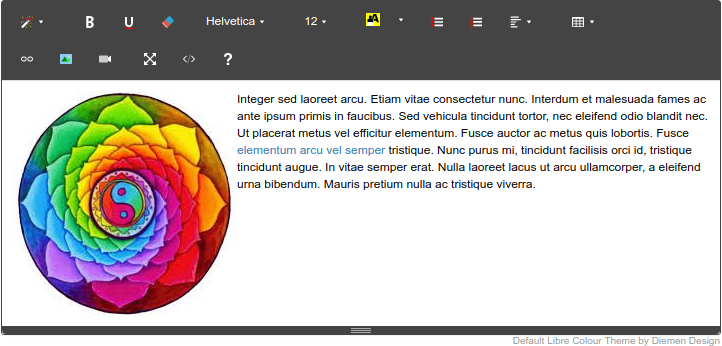 B U Helvetica 12 A
</> ?
Integer sed laoreet arcu. Etiam vitae consectetur nunc. Interdum et malesuada fames ac
ante ipsum primis in faucibus. Sed vehicula tincidunt tortor, nec eleifend odio blandit nec.
Ut placerat metus vel efficitur elementum. Fusce auctor ac metus quis lobortis. Fusce
elementum arcu vel semper tristique. Nunc purus mi, tincidunt facilisis orci id, tristique
tincidunt augue. In vitae semper erat. Nulla laoreet lacus ut arcu ullamcorper, a eleifend
urna bibendum. Mauris pretium nulla ac tristique viverra.
Default Libre Colour Theme by Diemen Design